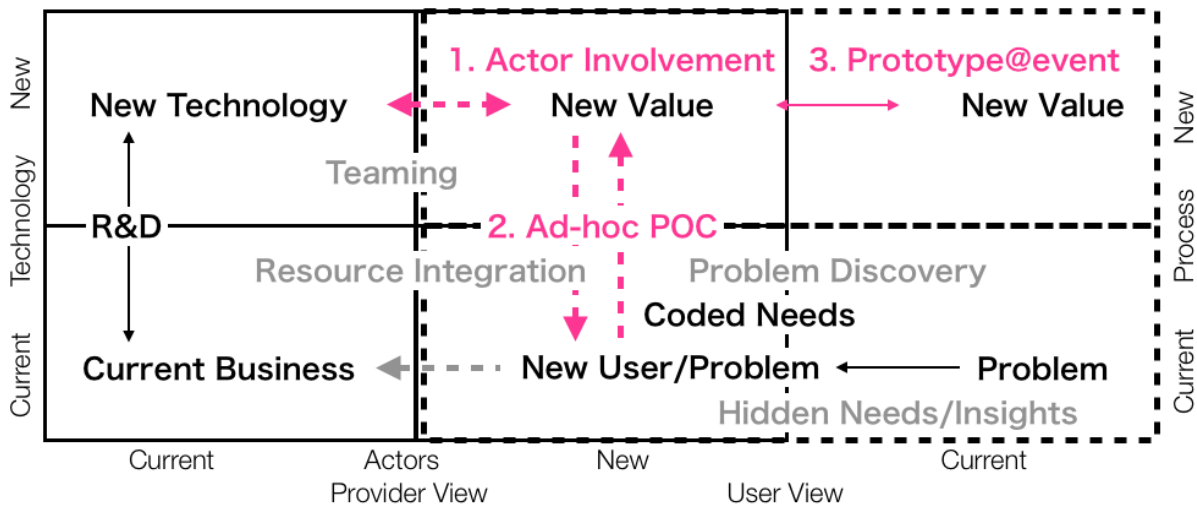 1. Actor Involvement
3. Prototype@event
New Technology
New Value
New Value
Teaming
R&D
2. Ad-hoc POC
Resource Integration
Problem Discovery
Coded Needs
Current Business
New User/Problem
Problem
Hidden Needs/Insights
New
Technology
Current
New
Process
Current
Current
Actors
New
Current
Provider View
User View